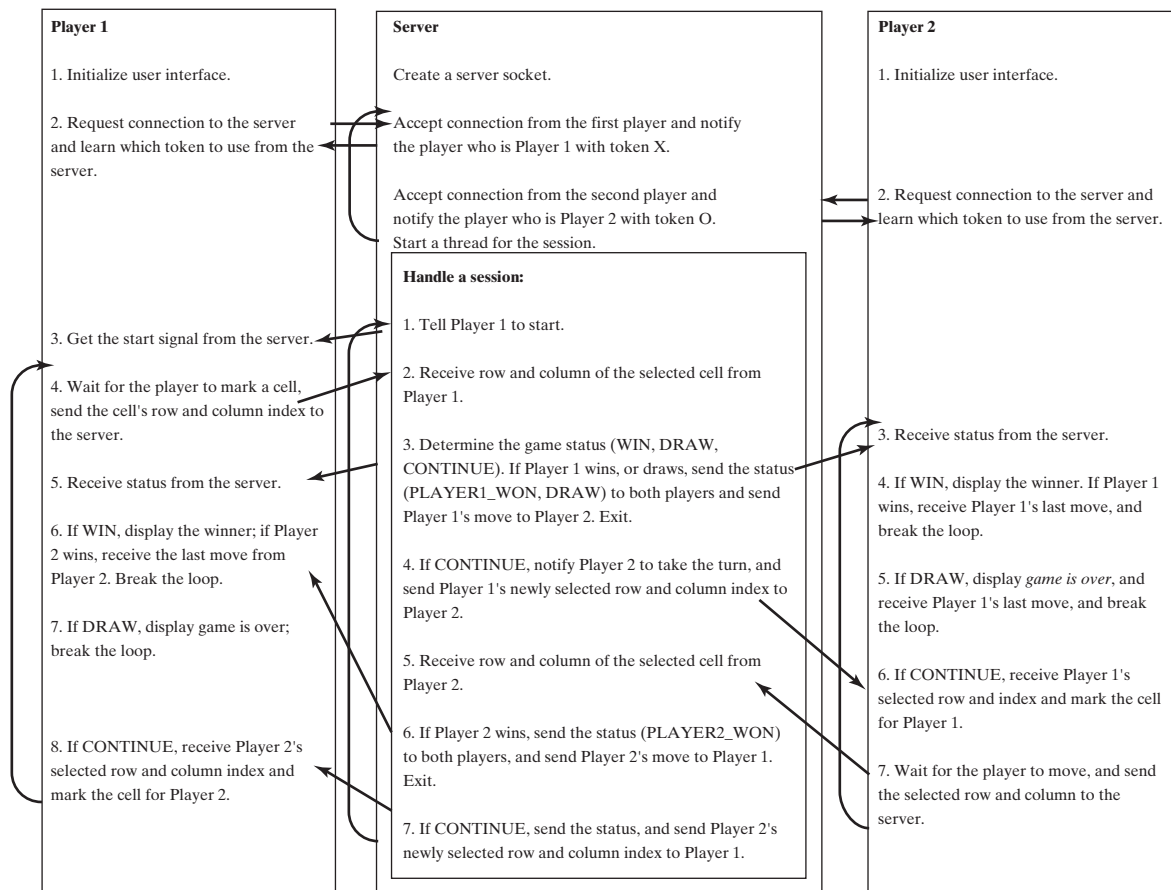 Player 1
1. Initialize user interface.
2. Request connection to the server
and learn which token to use from the
server.
3. Get the start signal from the server.
4. Wait for the player to mark a cell,
send the cell's row and column index to
the server.
5. Receive status from the server.
6. If WIN, display the winner; if Player
2 wins, receive the last move from
Player 2. Break the loop.
7. If DRAW, display game is over;
break the loop.
8. If CONTINUE, receive Player 2's
selected row and column index and
mark the cell for Player 2.
Server
Create a server socket.
Accept connection from the first player and notify
the player who is Player 1 with token X.
Accept connection from the second player and
notify the player who is Player 2 with token O.
Start a thread for the session.
Handle a session:
1. Tell Player 1 to start.
2. Receive row and column of the selected cell from
Player 1.
3. Determine the game status (WIN, DRAW,
CONTINUE). If Player 1 wins, or draws, send the status
(PLAYER1_WON, DRAW) to both players and send
Player 1's move to Player 2. Exit.
4. If CONTINUE, notify Player 2 to take the turn, and
send Player 1's newly selected row and column index to
Player 2.
5. Receive row and column of the selected cell from
Player 2.
6. If Player 2 wins, send the status (PLAYER2_WON)
to both players, and send Player 2's move to Player 1.
Exit.
7. If CONTINUE, send the status, and send Player 2's
newly selected row and column index to Player 1.
Player 2
1. Initialize user interface.
2. Request connection to the server and
learn which token to use from the server.
3. Receive status from the server.
4. If WIN, display the winner. If Player 1
wins, receive Player 1's last move, and
break the loop.
5. If DRAW, display game is over, and
receive Player 1's last move, and break
the loop.
6. If CONTINUE, receive Player 1's
selected row and index and mark the cell
for Player 1.
7. Wait for the player to move, and send
the selected row and column to the
server.